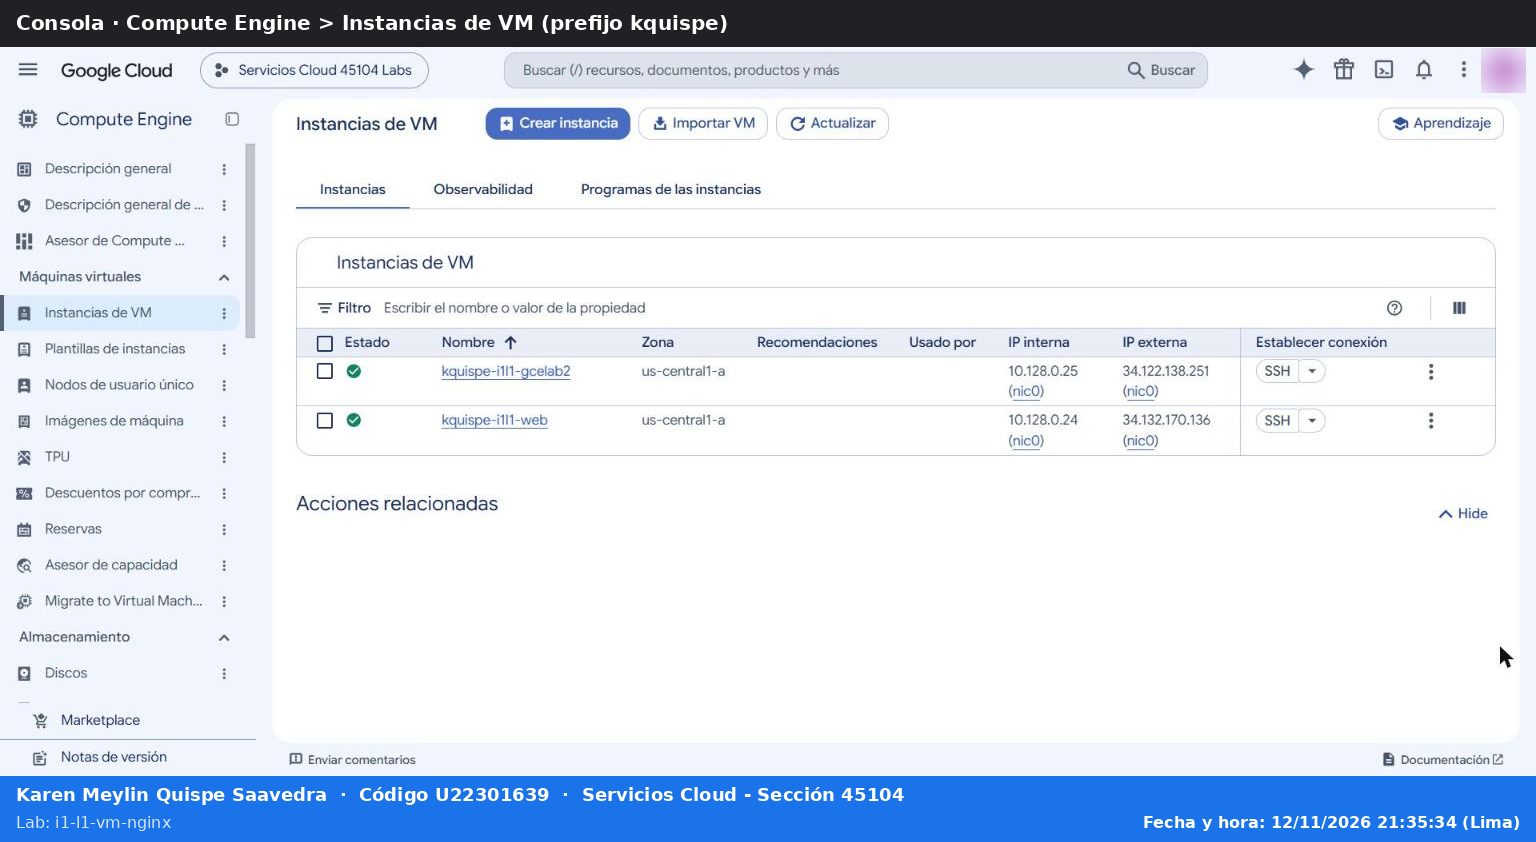 Consola · Compute Engine > Instancias de VM (prefijo kquispe)
Google Cloud
Servicios Cloud 45104 Labs
Buscar (/) recursos, documentos, productos y más
Buscar
Compute Engine
Descripción general
Descripción general de ...
Asesor de Compute ...
Máquinas virtuales
Instancias de VM
Plantillas de instancias
Nodos de usuario único
Imágenes de máquina
TPU
Descuentos por compr...
Reservas
Asesor de capacidad
Migrate to Virtual Mach...
Almacenamiento
Discos
Marketplace
Notas de versión
Instancias de VM
Crear instancia
Importar VM
Actualizar
Aprendizaje
Instancias Observabilidad Programas de las instancias
Instancias de VM
Filtro Escribir el nombre o valor de la propiedad
Estado Nombre Zona Recomendaciones Usado por IP interna IP externa Establecer conexión
kquispe-i1l1-gcelab2 us-central1-a 10.128.0.25 34.122.138.251 SSH
(nic0) (nic0)
kquispe-i1l1-web us-central1-a 10.128.0.24 34.132.170.136 SSH
(nic0) (nic0)
Acciones relacionadas
Hide
Enviar comentarios
Documentación
Karen Meylin Quispe Saavedra · Código U22301639 · Servicios Cloud - Sección 45104
Lab: i1-l1-vm-nginx
Fecha y hora: 12/11/2026 21:35:34 (Lima)